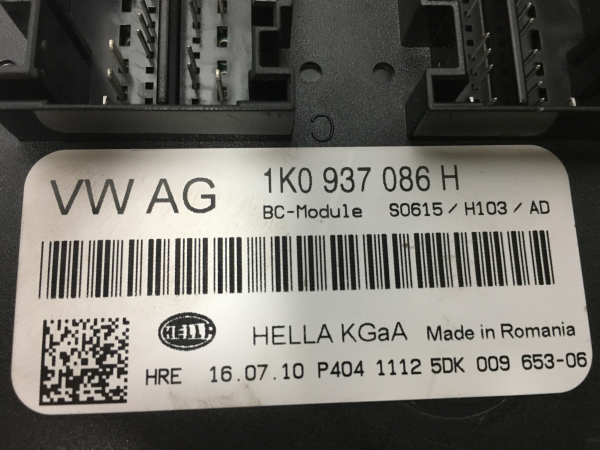 C
VW AG 1K0 937 086 H
BC-Module S0615 / H103 / AD
HELLA HELLA KGaA Made in Romania
HRE 16.07.10 P404 1112 5DK 009 653-06